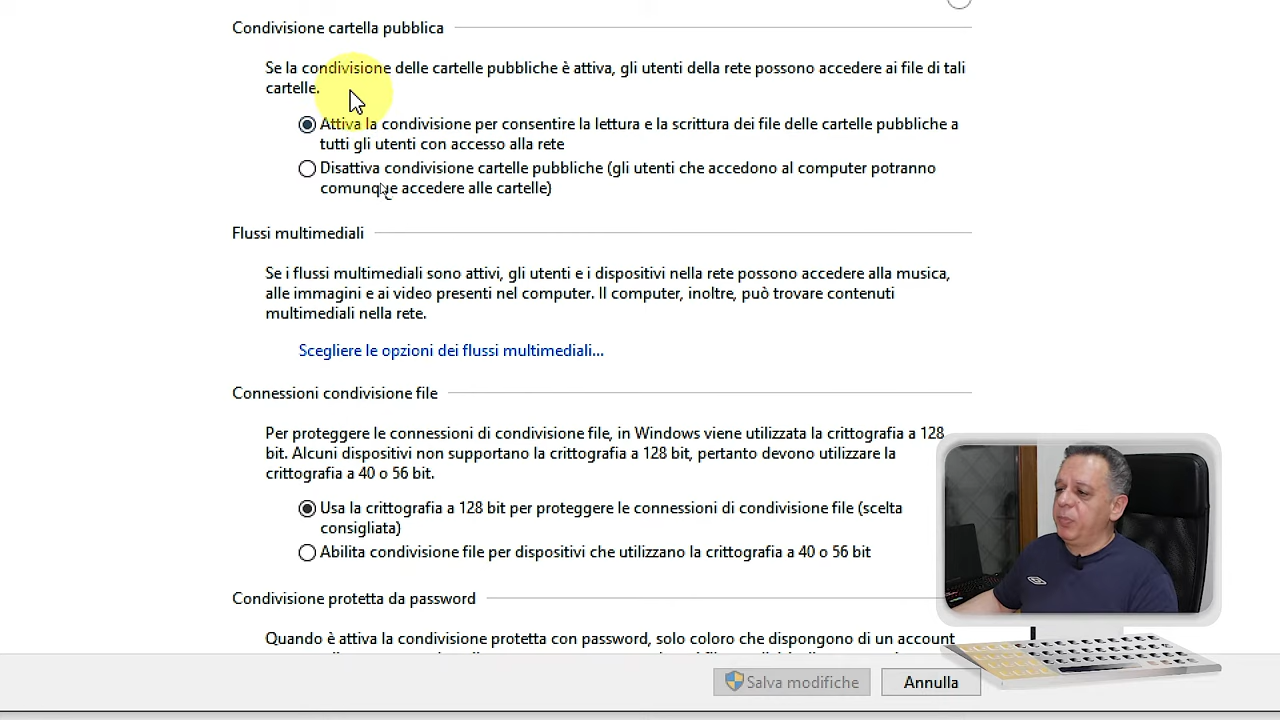 Condivisione cartella pubblica
Se la condivisione delle cartelle pubbliche è attiva, gli utenti della rete possono accedere ai file di tali
cartelle.
Attiva la condivisione per consentire la lettura e la scrittura dei file delle cartelle pubbliche a
tutti gli utenti con accesso alla rete
Disattiva condivisione cartelle pubbliche (gli utenti che accedono al computer potranno
comunque accedere alle cartelle)
Flussi multimediali
Se i flussi multimediali sono attivi, gli utenti e i dispositivi nella rete possono accedere alla musica,
alle immagini e ai video presenti nel computer. Il computer, inoltre, può trovare contenuti
multimediali nella rete.
Scegliere le opzioni dei flussi multimediali...
Connessioni condivisione file
Per proteggere le connessioni di condivisione file, in Windows viene utilizzata la crittografia a 128
bit. Alcuni dispositivi non supportano la crittografia a 128 bit, pertanto devono utilizzare la
crittografia a 40 o 56 bit.
Usa la crittografia a 128 bit per proteggere le connessioni di condivisione file (scelta
consigliata)
Abilita condivisione file per dispositivi che utilizzano la crittografia a 40 o 56 bit
Condivisione protetta da password
Quando è attiva la condivisione protetta con password, solo coloro che dispongono di un account
Salva modifiche
Annulla